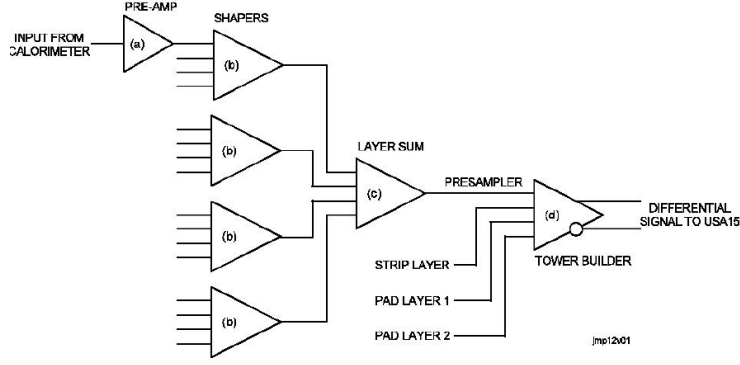 PRE-AMP
SHAPERS
INPUT FROM
CALORIMETER
(a)
(b)
(b)
LAYER SUM
(c)
PRESAMPLER
(d)
DIFFERENTIAL
SIGNAL TO USA15
(b)
STRIP LAYER
TOWER BUILDER
PAD LAYER 1
(b)
PAD LAYER 2
jmp12v01